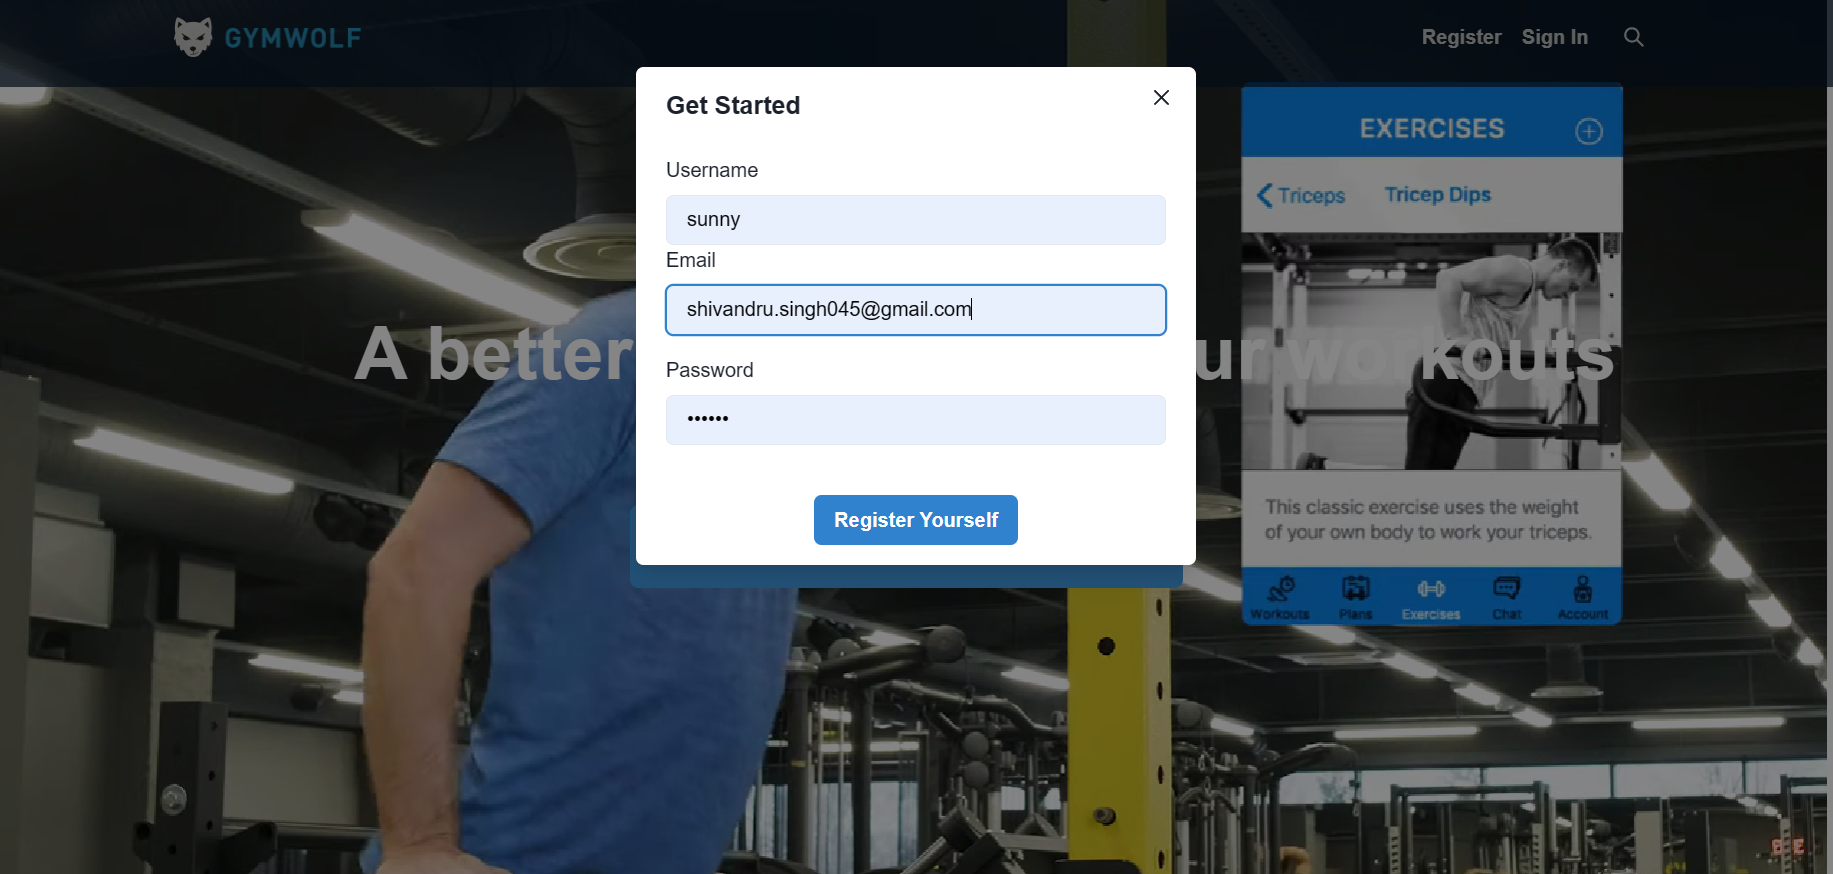 GYMWOLF
Register Sign In
Get Started
Username
sunny
Email
shivandru.singh045@gmail.com
Password
••••••
Register Yourself
A better ur workouts
EXERCISES
Triceps Tricep Dips
This classic exercise uses the weight
of your own body to work your triceps.
Workouts Plans Exercises Chat Account